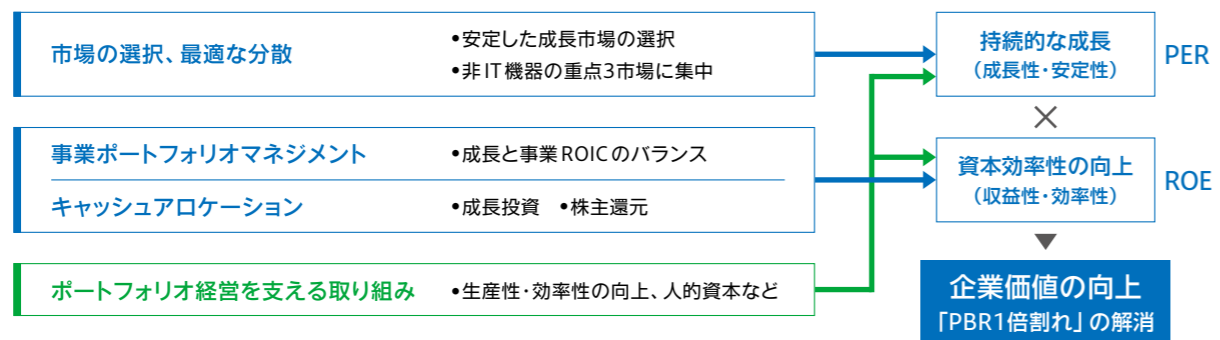 市場の選択、最適な分散
•安定した成長市場の選択
•非IT機器の重点3市場に集中
事業ポートフォリオマネジメント
•成長と事業ROICのバランス
キャッシュアロケーション
•成長投資 •株主還元
ポートフォリオ経営を支える取り組み
•生産性・効率性の向上、人的資本など
持続的な成長
（成長性・安定性）
PER
×
資本効率性の向上
（収益性・効率性）
ROE
企業価値の向上
「PBR1倍割れ」の解消